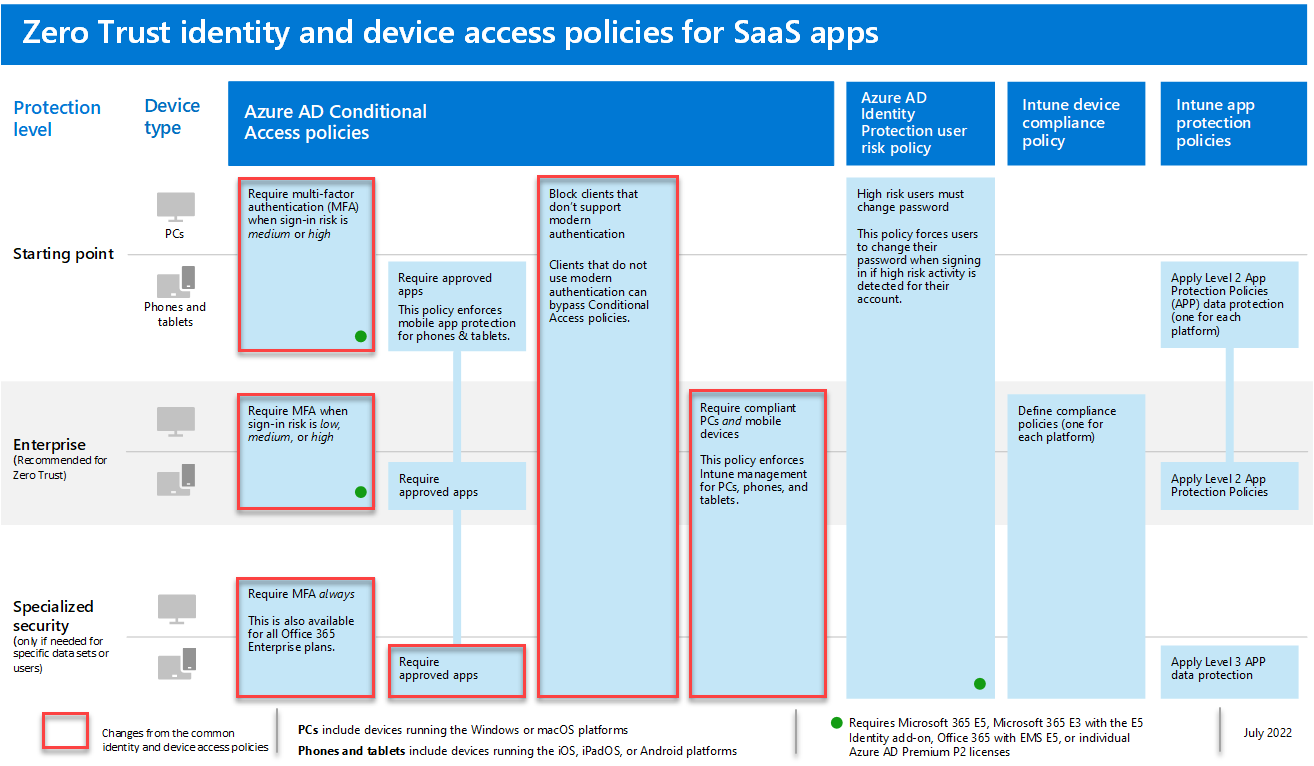 Zero Trust identity and device access policies for SaaS apps
Protection
level
Device
type
Azure AD Conditional
Access policies
Azure AD
Identity
Protection user
risk policy
Intune device
compliance
policy
Intune app
protection
policies
Starting point
PCs
Phones and
tablets
Require multi-factor
authentication (MFA)
when sign-in risk is
medium or high
Require approved
apps
This policy enforces
mobile app protection
for phones & tablets.
Block clients that
don't support
modern
authentication
Clients that do not
use modern
authentication can
bypass Conditional
Access policies.
High risk users must
change password
This policy forces users
to change their
password when signing
in if high risk activity is
detected for their
account.
Apply Level 2 App
Protection Policies
(APP) data protection
(one for each
platform)
Enterprise
(Recommended for
Zero Trust)
Require MFA when
sign-in risk is low,
medium, or high
Require
approved apps
Require compliant
PCs and mobile
devices
This policy enforces
Intune management
for PCs, phones, and
tablets.
Define compliance
policies (one for
each platform)
Apply Level 2 App
Protection Policies
Specialized
security
(only if needed for
specific data sets or
users)
Require MFA always
This is also available
for all Office 365
Enterprise plans.
Require
approved apps
Apply Level 3 APP
data protection
Changes from the common
identity and device access policies
PCs include devices running the Windows or macOS platforms
Phones and tablets include devices running the iOS, iPadOS, or Android platforms
Requires Microsoft 365 E5, Microsoft 365 E3 with the E5
Identity add-on, Office 365 with EMS E5, or individual
Azure AD Premium P2 licenses
July 2022